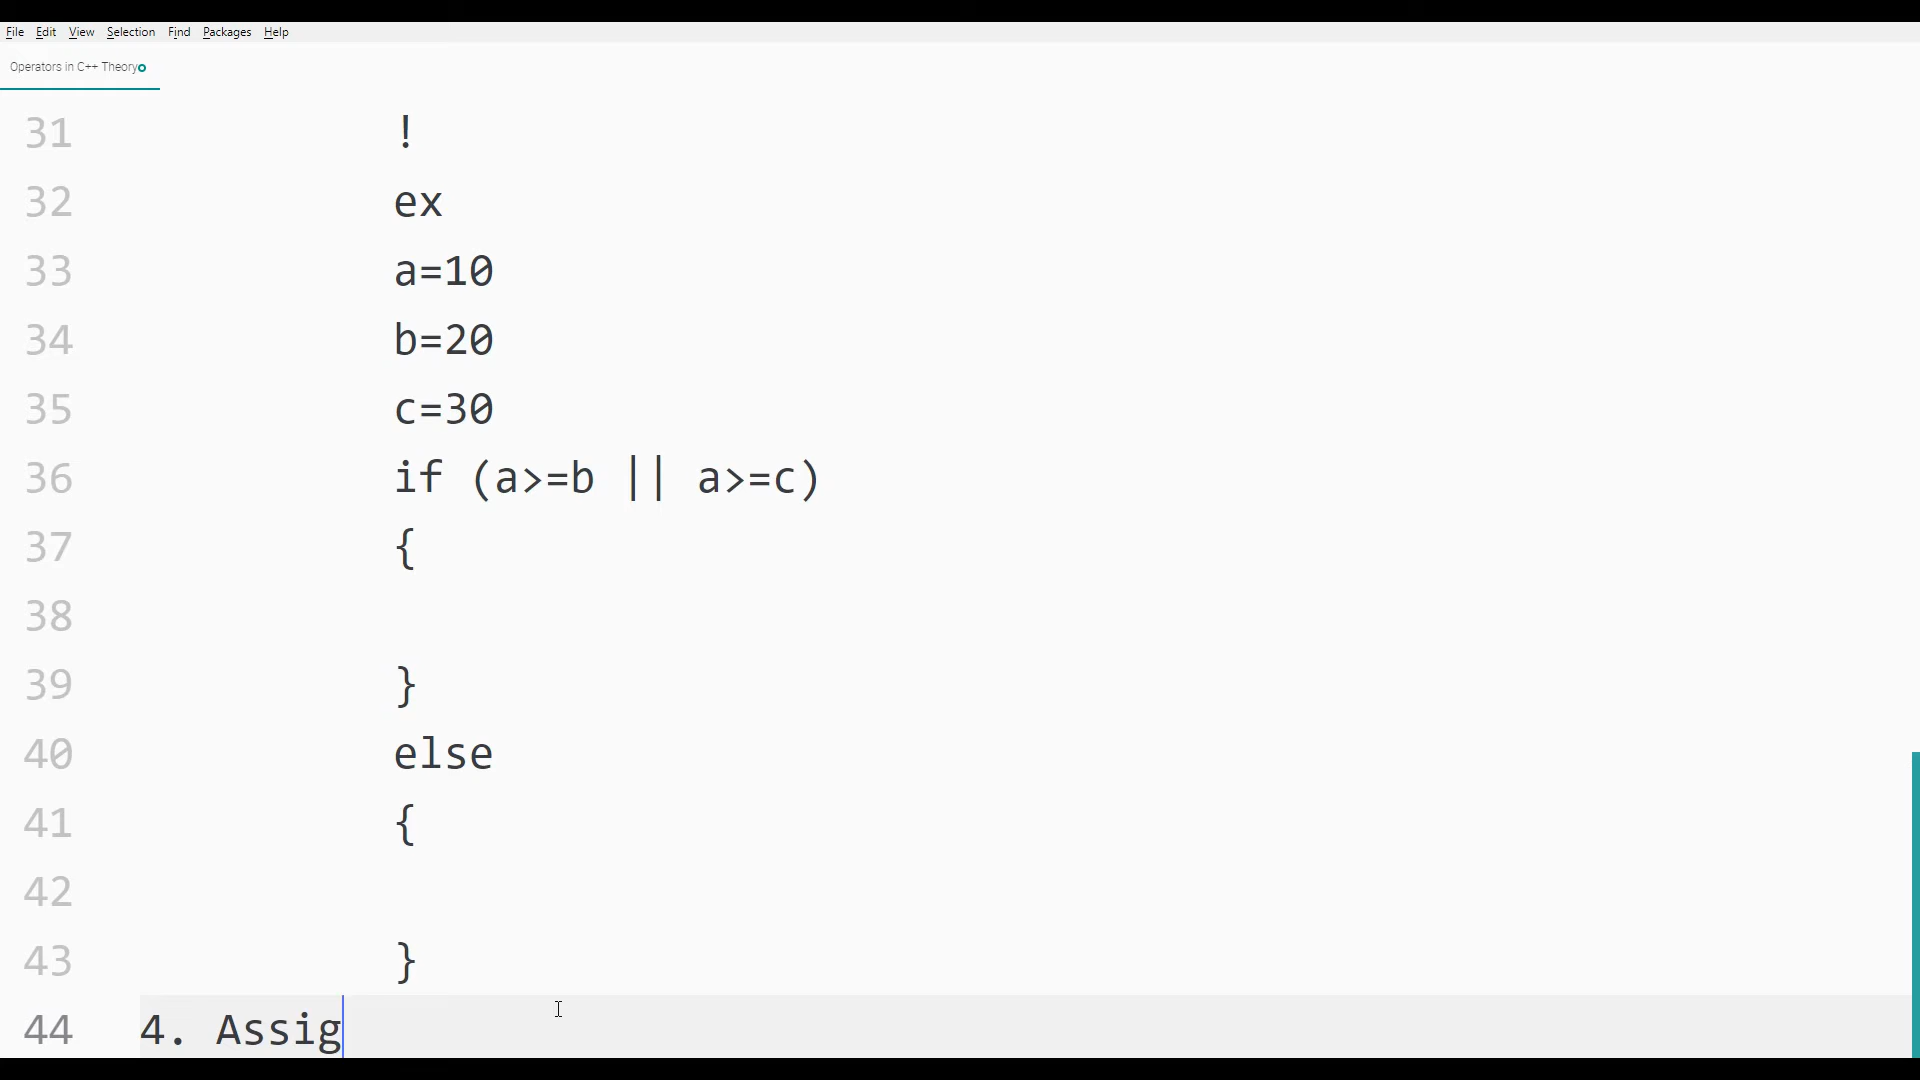 File Edit View Selection Find Packages Help
Operators in C++ Theory
31 !
32 ex
33 a=10
34 b=20
35 c=30
36 if (a>=b || a>=c)
37 {
38
39 }
40 else
41 {
42
43 }
44 4. Assig